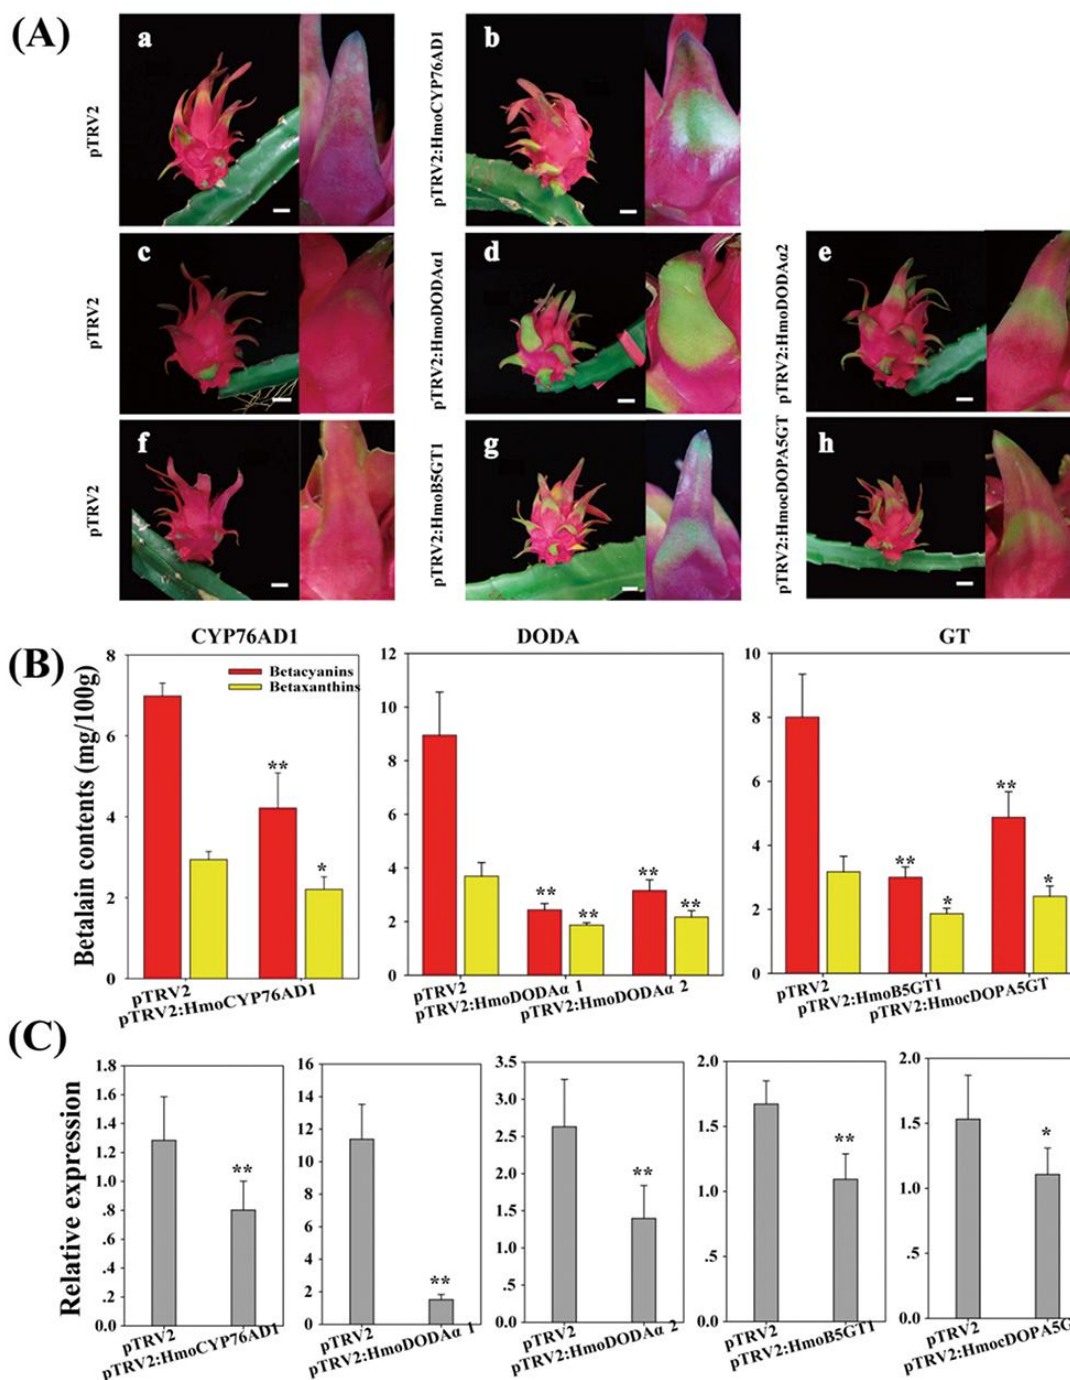 (A)
a
b
pTRV2
pTRV2:HmoCYP76AD1
c
d
e
pTRV2
pTRV2:HmoDODAα1
pTRV2:HmoDODAα2
f
g
h
pTRV2
pTRV2:HmoB5GT1
pTRV2:HmocDOPA5GT
(B)
CYP76AD1
DODA
GT
Betalain contents (mg/100g)
8
6
4
2
0
Betacyanins
Betaxanthins
**
*
pTRV2
pTRV2:HmoCYP76AD1
12
10
8
6
4
2
0
**
**
**
**
pTRV2
pTRV2:HmoDODAα 1
pTRV2:HmoDODAα 2
10
8
6
4
2
0
**
*
**
*
pTRV2
pTRV2:HmoB5GT1
pTRV2:HmocDOPA5GT
(C)
Relative expression
1.8
1.6
1.4
1.2
1.0
.8
.6
.4
.2
0.0
**
pTRV2
pTRV2:HmoCYP76AD1
16
14
12
10
8
6
4
2
0
**
pTRV2
pTRV2:HmoDODAα 1
3.5
3.0
2.5
2.0
1.5
1.0
.5
0.0
**
pTRV2
pTRV2:HmoDODAα 2
2.0
1.5
1.0
.5
0.0
**
pTRV2
pTRV2:HmoB5GT1
2.0
1.5
1.0
.5
0.0
*
pTRV2
pTRV2:HmocDOPA5G